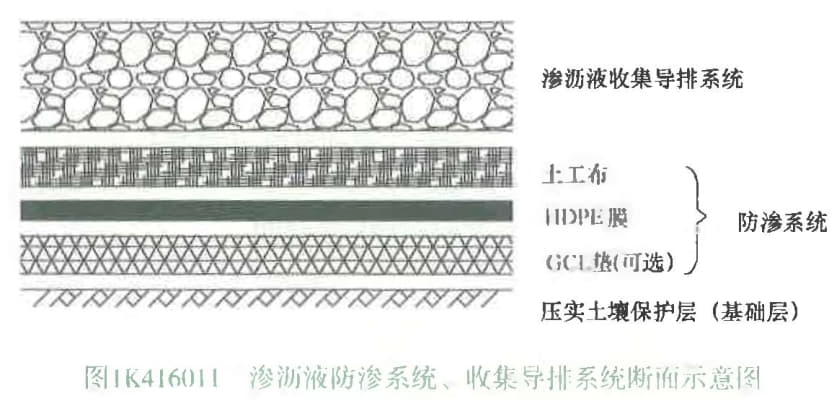 渗沥液收集导排系统
土工布
HDPE膜
防渗系统
GCL垫(可选)
压实土壤保护层（基础层）
图1K416011 渗沥液防渗系统、收集导排系统断面示意图